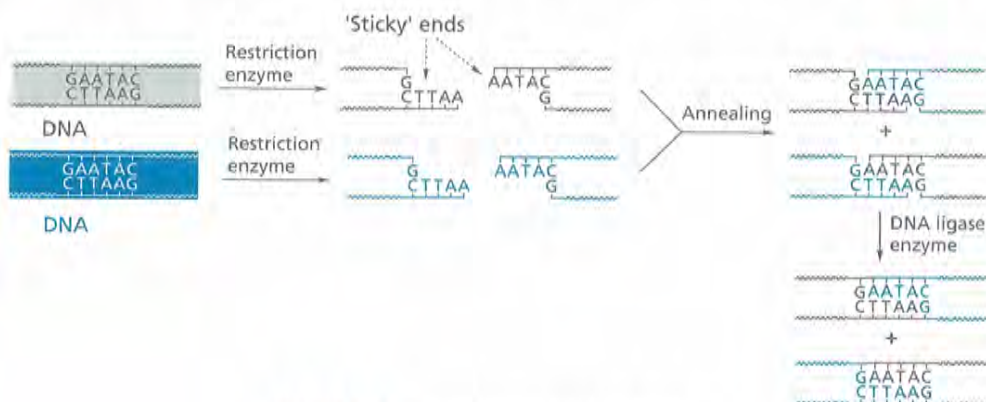 'Sticky' ends
Restriction
enzyme
GAATAC
CTTAAG
DNA
G
CTTAA
AATAC
G
Restriction
enzyme
GAATAC
CTTAAG
DNA
G
CTTAA
AATAC
G
Annealing
GAATAC
CTTAAG
+
GAATAC
CTTAAG
DNA ligase
enzyme
GAATAC
CTTAAG
+
GAATAC
CTTAAG